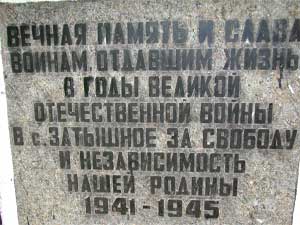 ВЕЧНАЯ ПАМЯТЬ И СЛАВА
ВОИНАМ, ОТДАВШИМ ЖИЗНЬ
В ГОДЫ ВЕЛИКОЙ
ОТЕЧЕСТВЕННОЙ ВОЙНЫ
В с. ЗАТЫШНОЕ ЗА СВОБОДУ
И НЕЗАВИСИМОСТЬ
НАШЕЙ РОДИНЫ
1941-1945